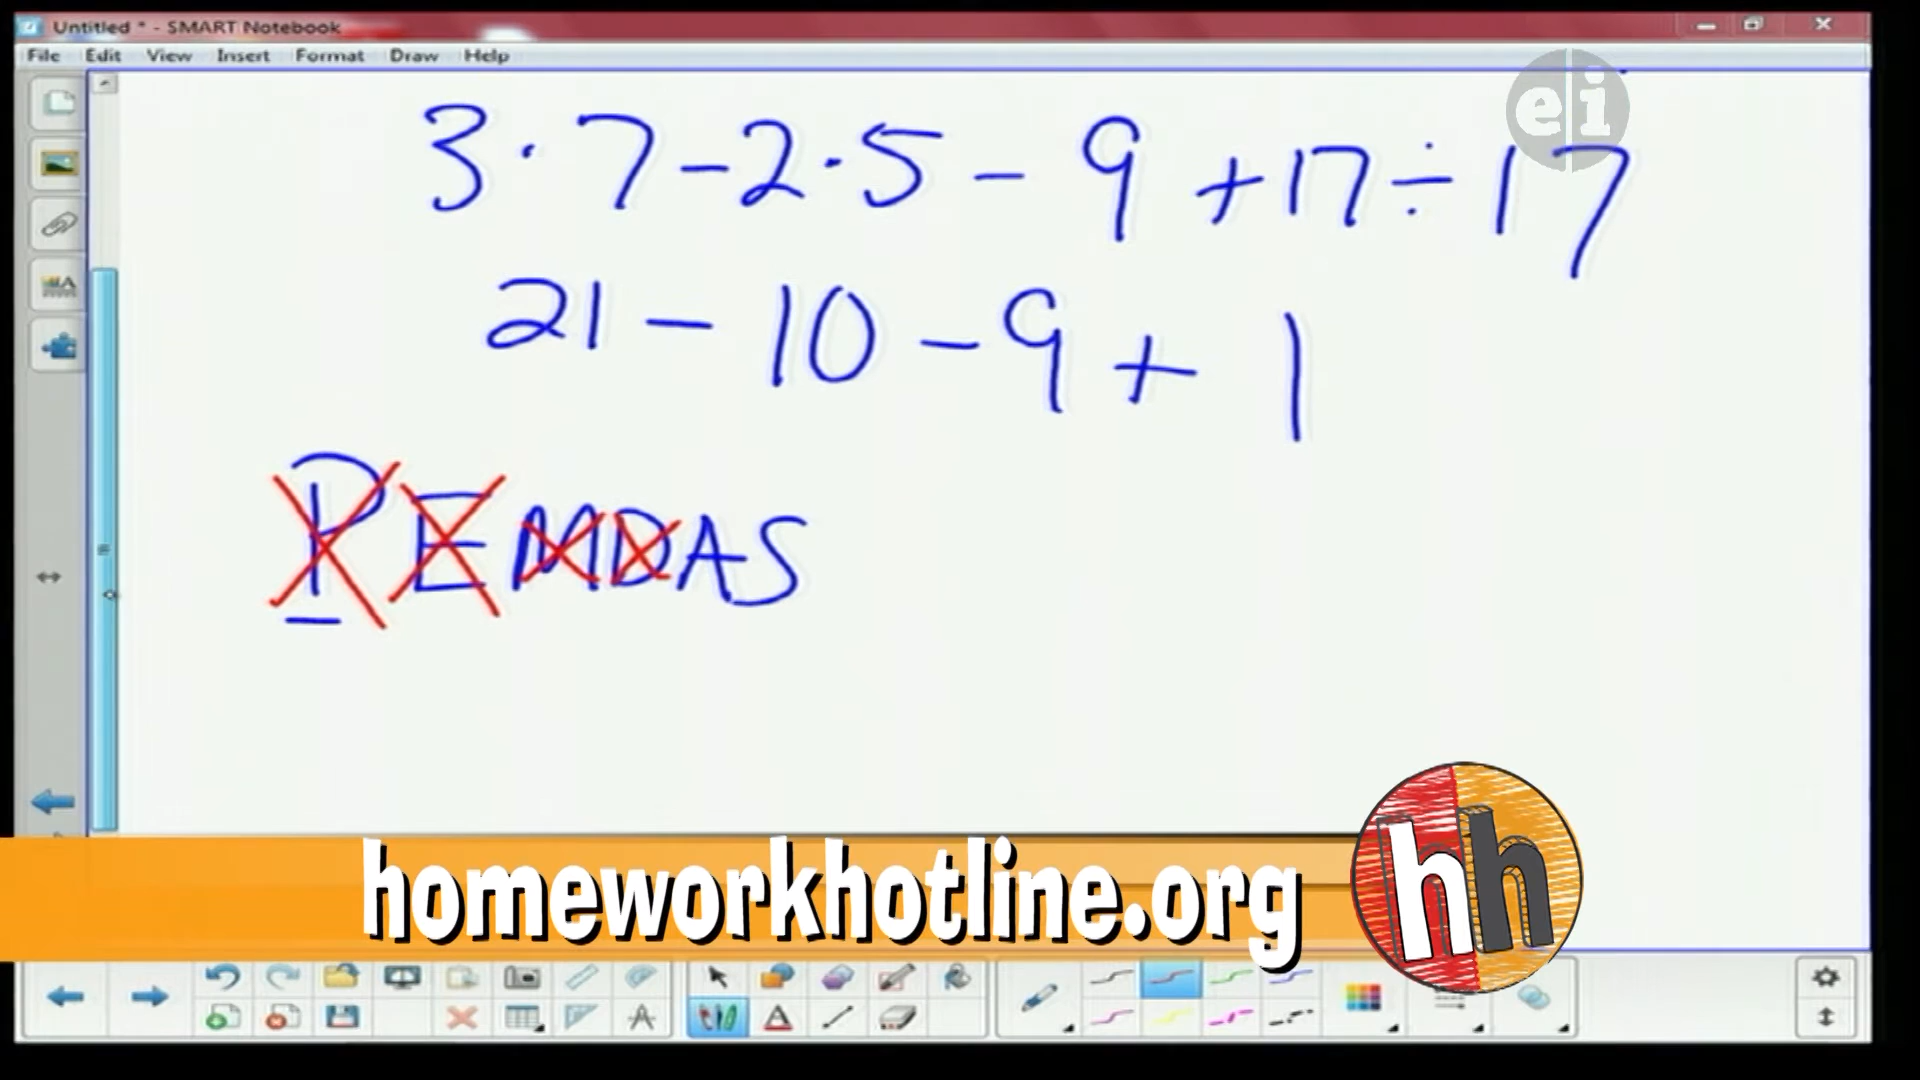 Untitled * - SMART Notebook
File Edit View Insert Format Draw Help
ei
3 · 7 - 2 · 5 - 9 + 17 ÷ 17
21 - 10 - 9 + 1
PEMDAS
homeworkhotline.org
hh